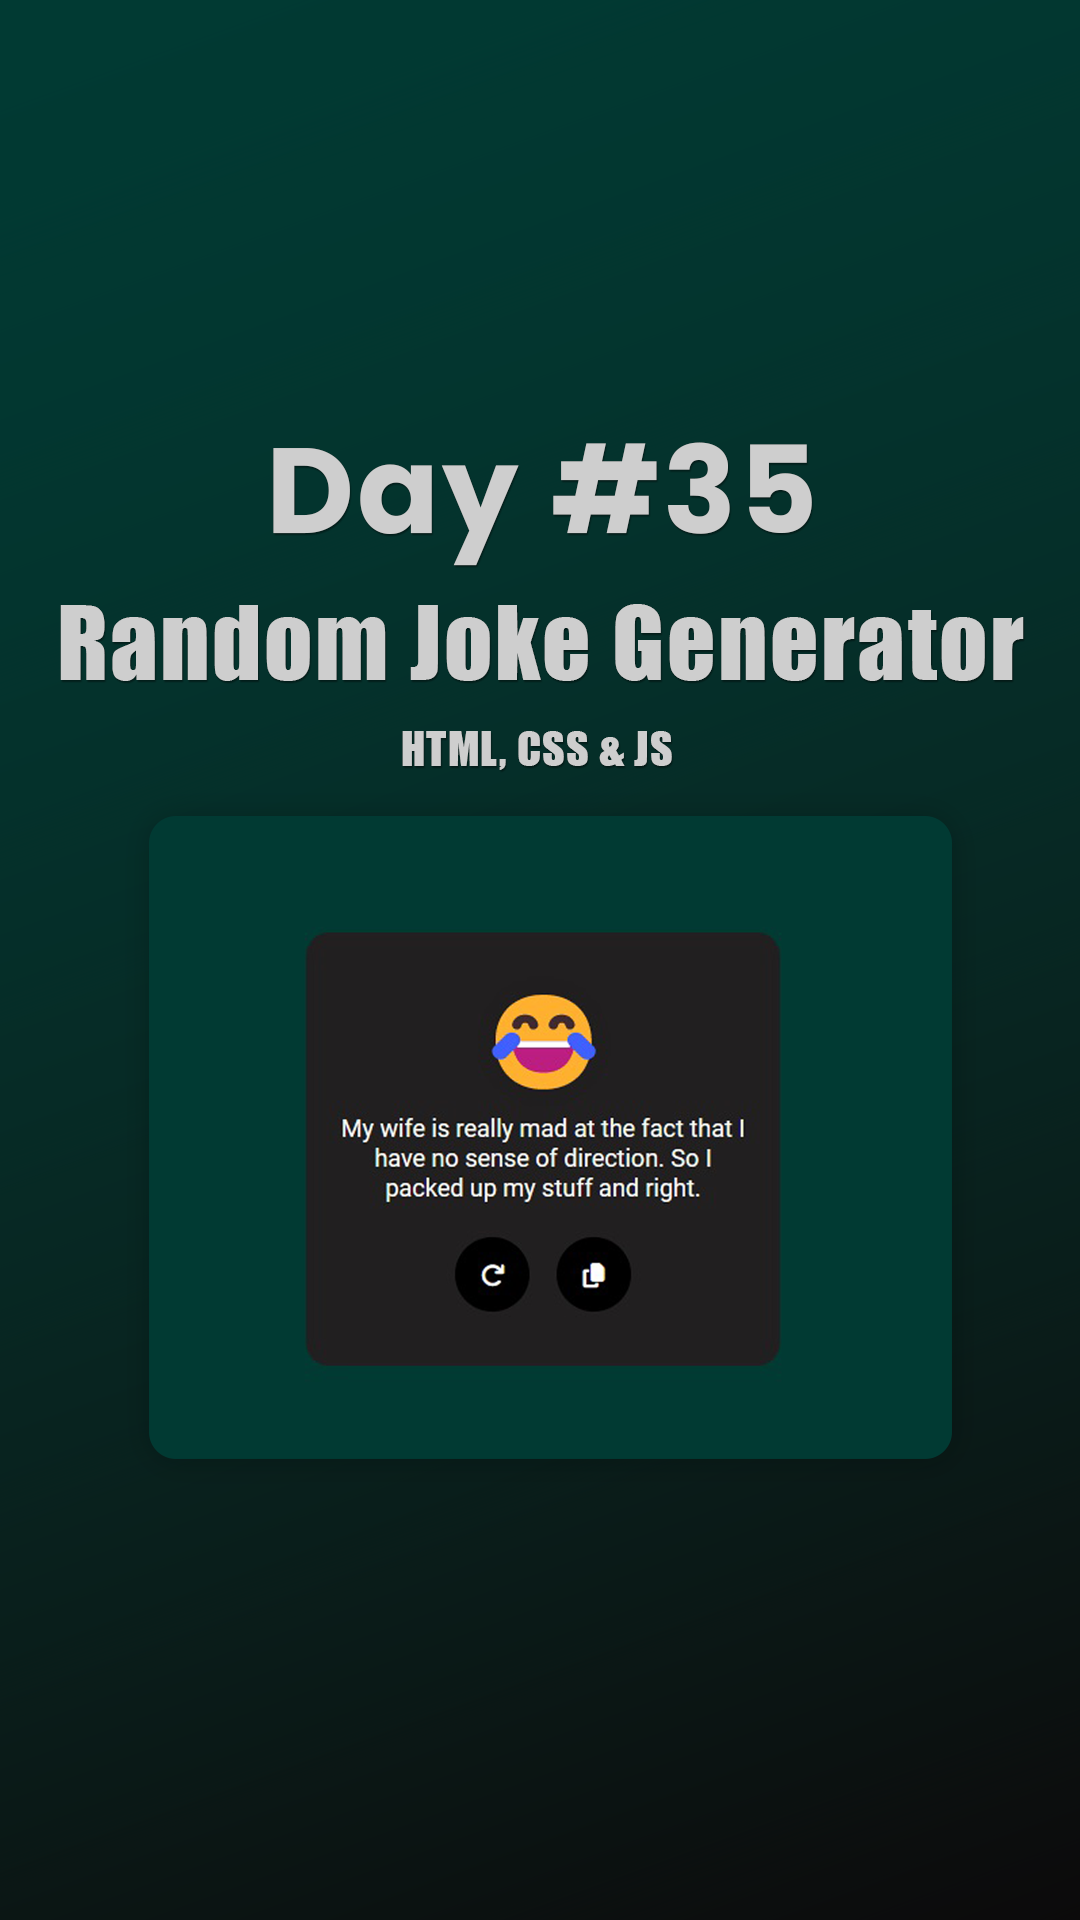 Day #35
Random Joke Generator
HTML, CSS & JS
My wife is really mad at the fact that I
have no sense of direction. So I
packed up my stuff and right.